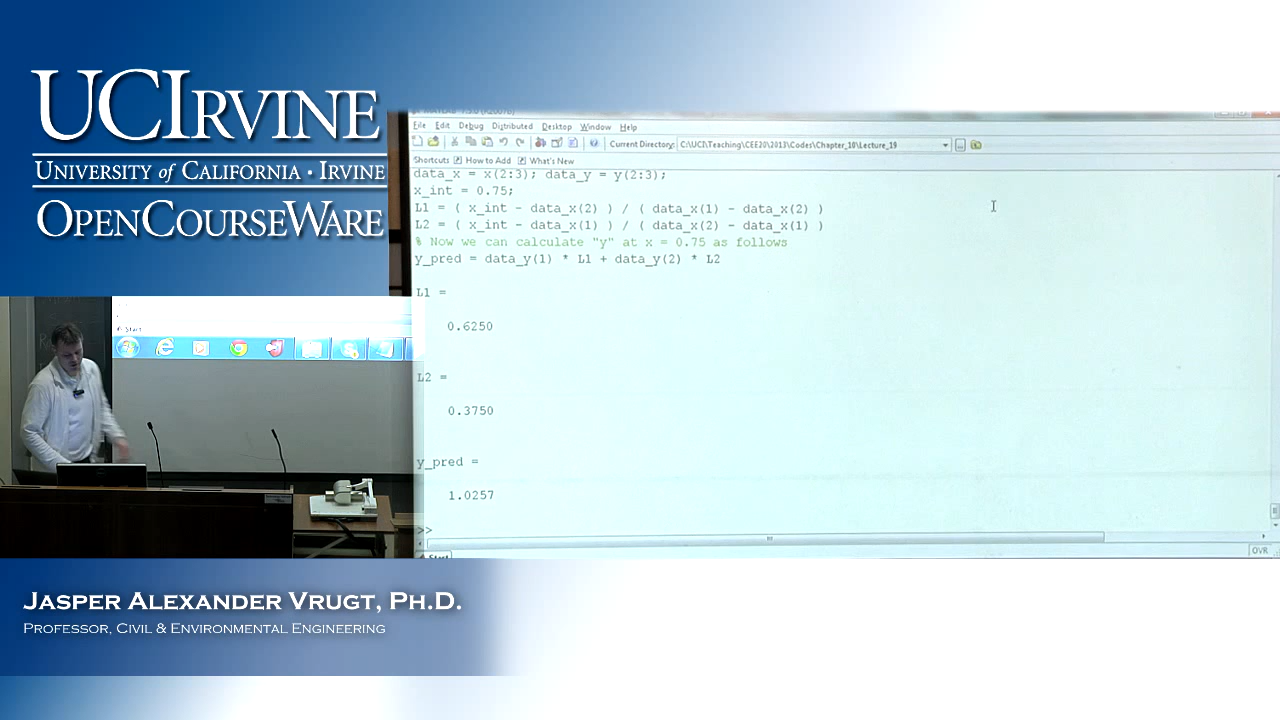 UCIRVINE
UNIVERSITY of CALIFORNIA • IRVINE
OPENCOURSEWARE
File Edit Debug Distributed Desktop Window Help
Current Directory: C:\UCI\Teaching\CEE20\2013\Codes\Chapter_18\Lecture_19
Shortcuts How to Add What's New
data_x = x(2:3); data_y = y(2:3);
x_int = 0.75;
L1 = ( x_int - data_x(2) ) / ( data_x(1) - data_x(2) )
L2 = ( x_int - data_x(1) ) / ( data_x(2) - data_x(1) )
% Now we can calculate "y" at x = 0.75 as follows
y_pred = data_y(1) * L1 + data_y(2) * L2
L1 =
0.6250
L2 =
0.3750
y_pred =
1.0257
>>
OVR
Start
JASPER ALEXANDER VRUGT, PH.D.
PROFESSOR, CIVIL & ENVIRONMENTAL ENGINEERING